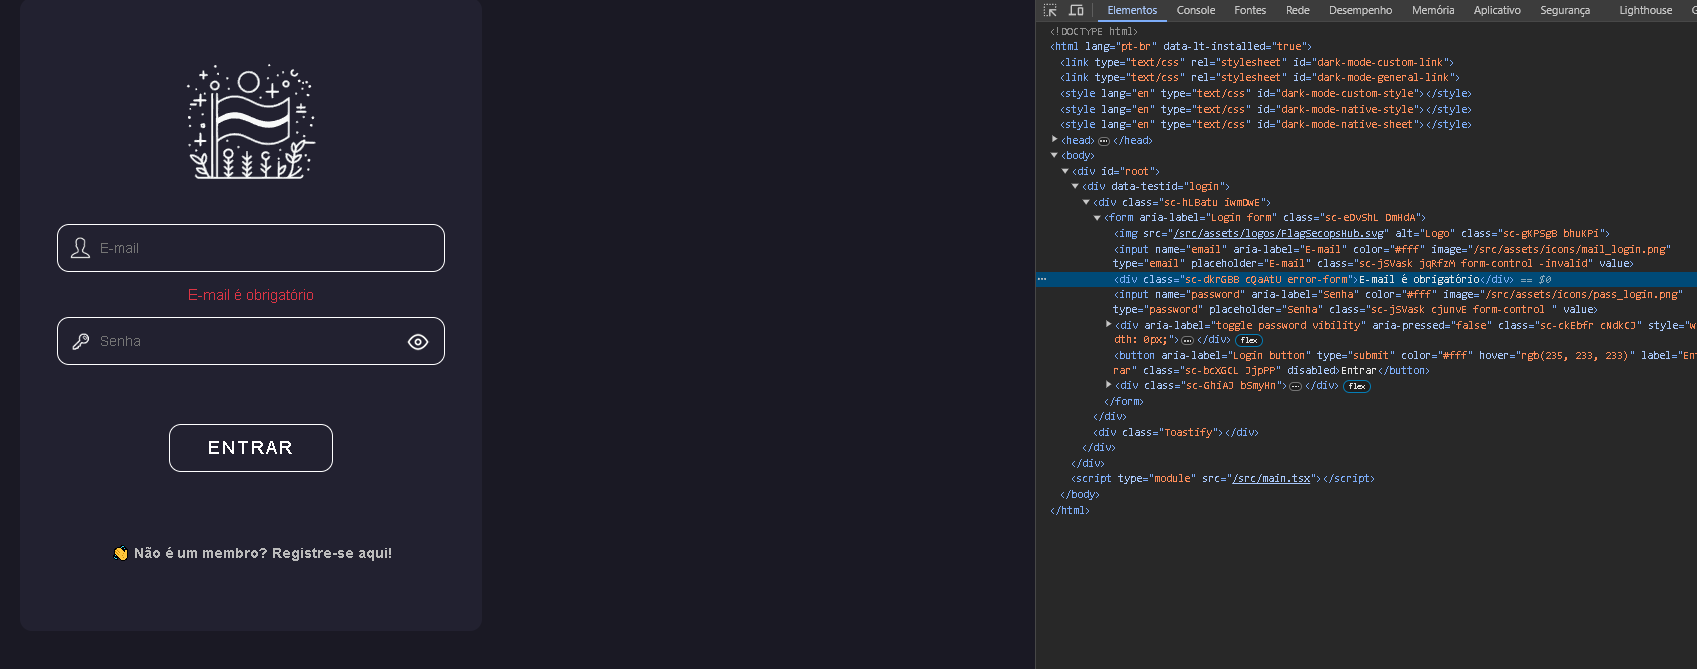 E-mail
E-mail é obrigatório
Senha
ENTRAR
👋 Não é um membro? Registre-se aqui!
Elementos Console Fontes Rede Desempenho Memória Aplicativo Segurança Lighthouse
<!DOCTYPE html>
<html lang="pt-br" data-lt-installed="true">
<link type="text/css" rel="stylesheet" id="dark-mode-custom-link">
<link type="text/css" rel="stylesheet" id="dark-mode-general-link">
<style lang="en" type="text/css" id="dark-mode-custom-style"></style>
<style lang="en" type="text/css" id="dark-mode-native-style"></style>
<style lang="en" type="text/css" id="dark-mode-native-sheet"></style>
<head>…</head>
<body>
<div id="root">
<div data-testid="login">
<div class="sc-hLBatu iwmDwE">
<form aria-label="Login form" class="sc-eDvShL DmHdA">
<img src="/src/assets/logos/FlagSecopsHub.svg" alt="Logo" class="sc-gKPSgB bhuKPi">
<input name="email" aria-label="E-mail" color="#fff" image="/src/assets/icons/mail_login.png"
type="email" placeholder="E-mail" class="sc-jSVask jqRfzM form-control -invalid" value>
<div class="sc-dkrGBB cQaAtU error-form">E-mail é obrigatório</div> == $0
<input name="password" aria-label="Senha" color="#fff" image="/src/assets/icons/pass_login.png"
type="password" placeholder="Senha" class="sc-jSVask cjunvE form-control " value>
<div aria-label="toggle password vibility" aria-pressed="false" class="sc-ckEbfr cNdkCJ" style="w
dth: 0px;">…</div> flex
<button aria-label="Login button" type="submit" color="#fff" hover="rgb(235, 233, 233)" label="Ent
rar" class="sc-bcXGCL JjpPP" disabled>Entrar</button>
<div class="sc-GhiAJ bSmyHn">…</div> flex
</form>
</div>
<div class="Toastify"></div>
</div>
</div>
<script type="module" src="/src/main.tsx"></script>
</body>
</html>